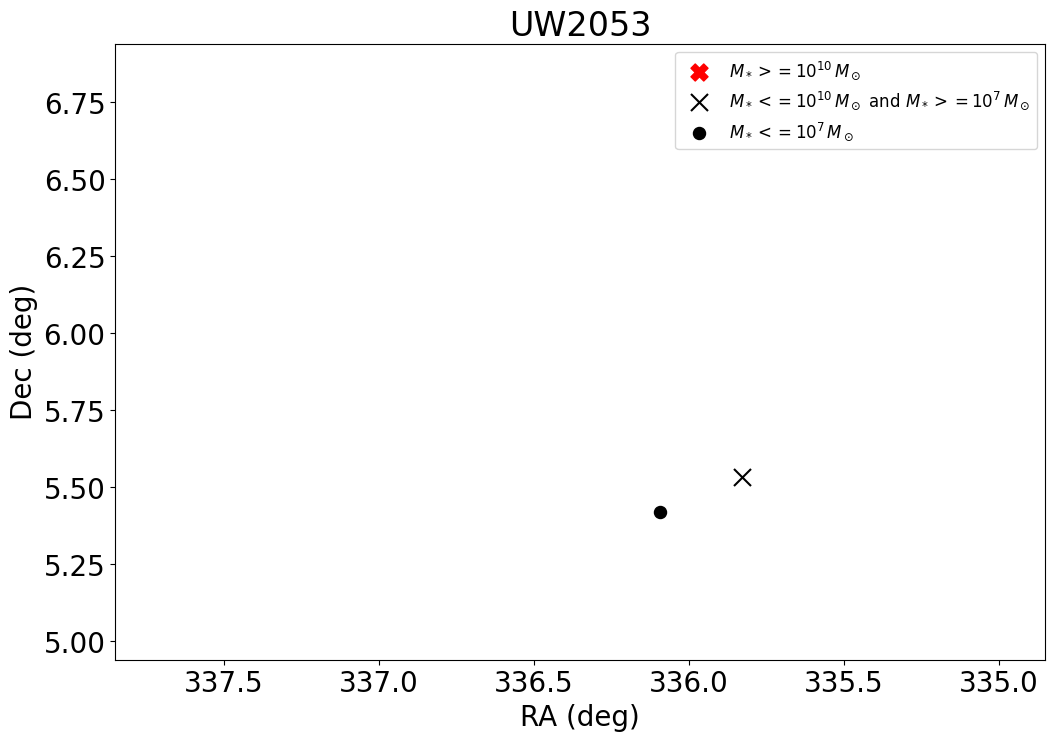 UW2053
M* >= 10^10 M⊙
M* <= 10^10 M⊙ and M* >= 10^7 M⊙
M* <= 10^7 M⊙
6.75
6.50
6.25
6.00
5.75
5.50
5.25
5.00
Dec (deg)
337.5 337.0 336.5 336.0 335.5 335.0
RA (deg)